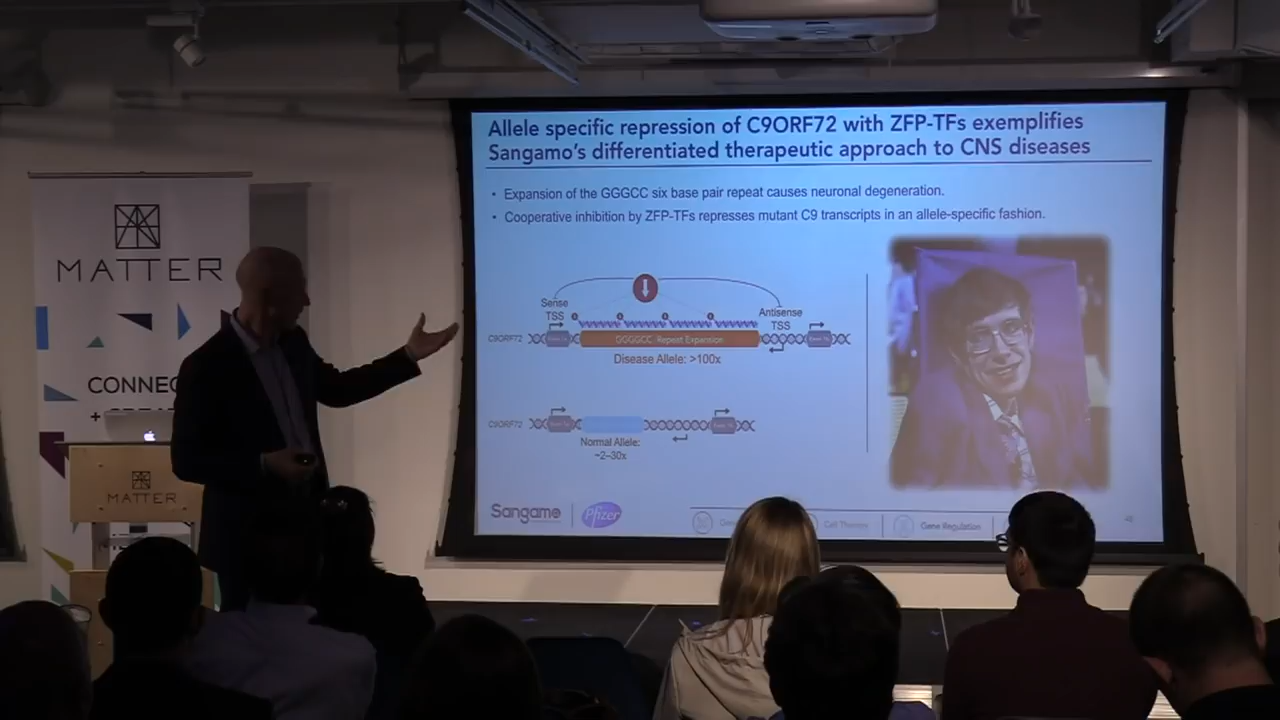 Allele specific repression of C9ORF72 with ZFP-TFs exemplifies
Sangamo's differentiated therapeutic approach to CNS diseases
• Expansion of the GGGCC six base pair repeat causes neuronal degeneration.
• Cooperative inhibition by ZFP-TFs represses mutant C9 transcripts in an allele-specific fashion.
Sense
TSS
Antisense
TSS
C9ORF72
GGGGCC Repeat Expansion
Disease Allele: >100x
C9ORF72
Normal Allele:
~2–30x
Sangamo
Pfizer
Cell Therapy
Gene Regulation
MATTER
CONNEC
+
MATTER